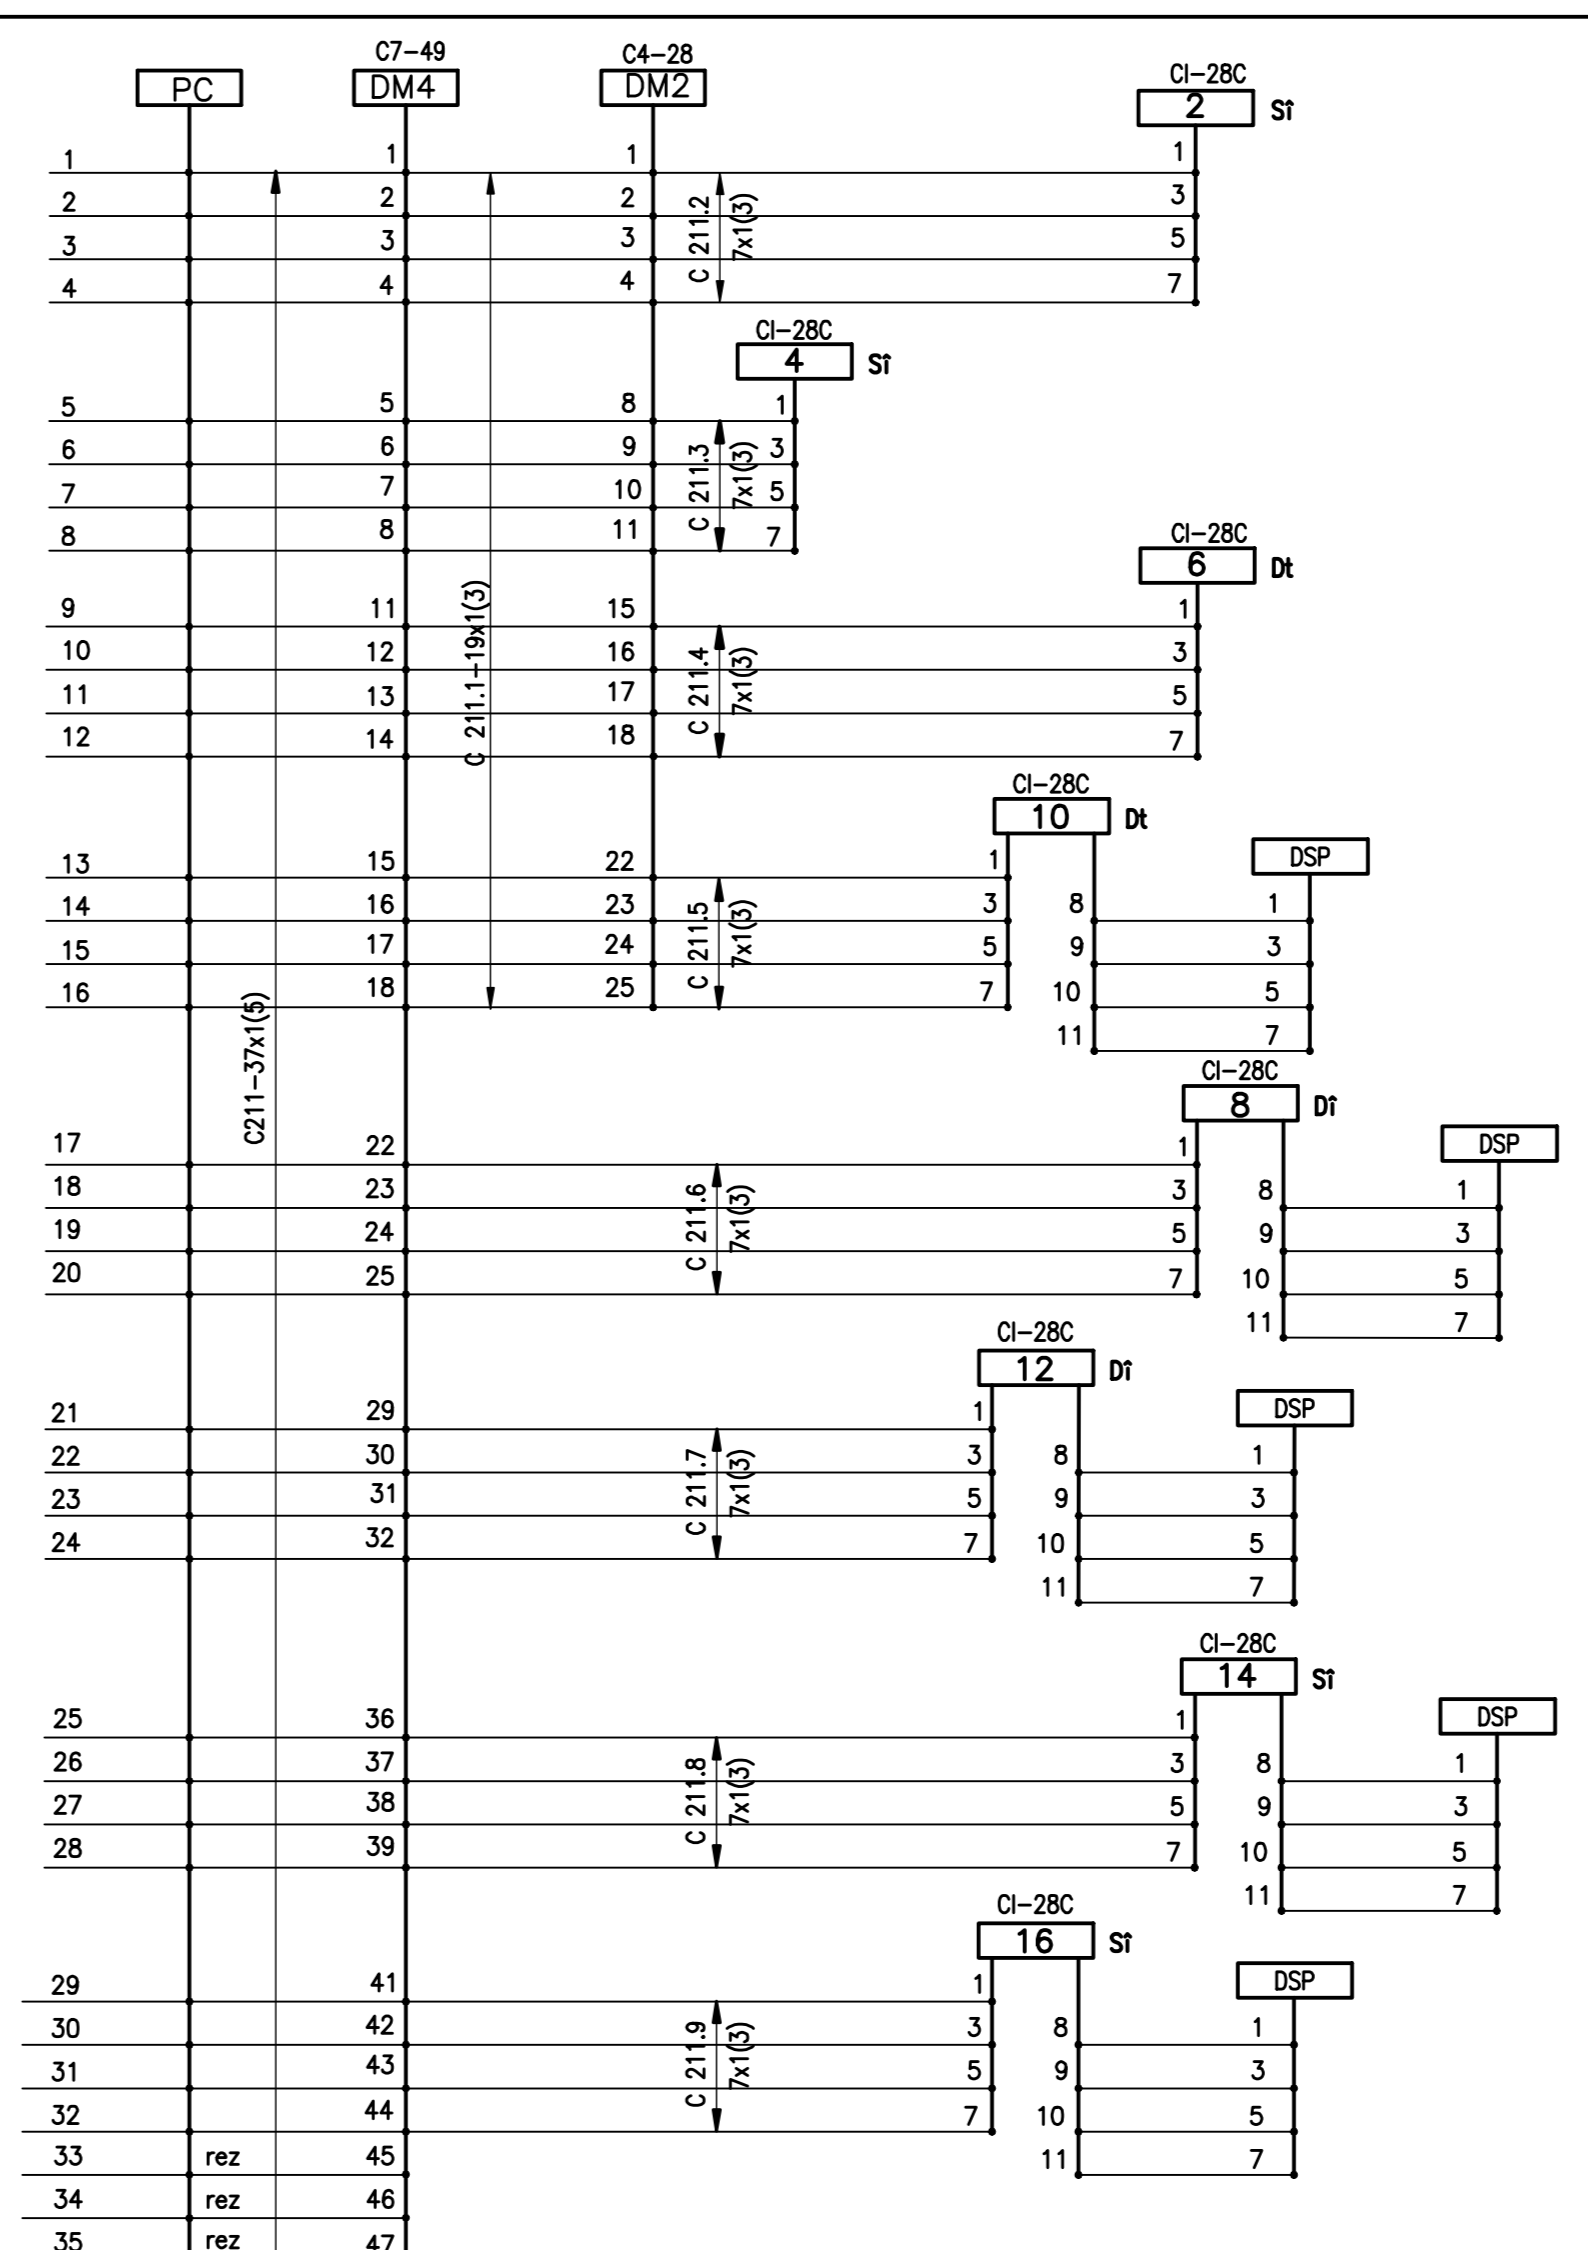 C7-49 C4-28 CI-28C
PC DM4 DM2 2 Sî
1 1 1 1
2 2 2 3
3 3 3 5
4 4 4 7
C 211.2
7x1(3)
CI-28C
4 Sî
5 5 8 1
6 6 9 3
7 7 10 5
8 8 11 7
C 211.3
7x1(3)
CI-28C
6 Dt
9 11 15 1
10 12 16 3
11 13 17 5
12 14 18 7
C 211.1-19x1(3)
C 211.4
7x1(3)
CI-28C
10 Dt
DSP
13 15 22 1
14 16 23 3 8 1
15 17 24 5 9 3
16 18 25 7 10 5
11 7
C 211.5
7x1(3)
C211-37x1(5)
CI-28C
8 Dî
DSP
17 22 1
18 23 3 8 1
19 24 5 9 3
20 25 7 10 5
11 7
C 211.6
7x1(3)
CI-28C
12 Dî
DSP
21 29 1
22 30 3 8 1
23 31 5 9 3
24 32 7 10 5
11 7
C 211.7
7x1(3)
CI-28C
14 Sî
DSP
25 36 1
26 37 3 8 1
27 38 5 9 3
28 39 7 10 5
11 7
C 211.8
7x1(3)
CI-28C
16 Sî
DSP
29 41 1
30 42 3 8 1
31 43 5 9 3
32 44 7 10 5
C 211.9
7x1(3)
33 rez 45 11 7
34 rez 46
35 rez 47